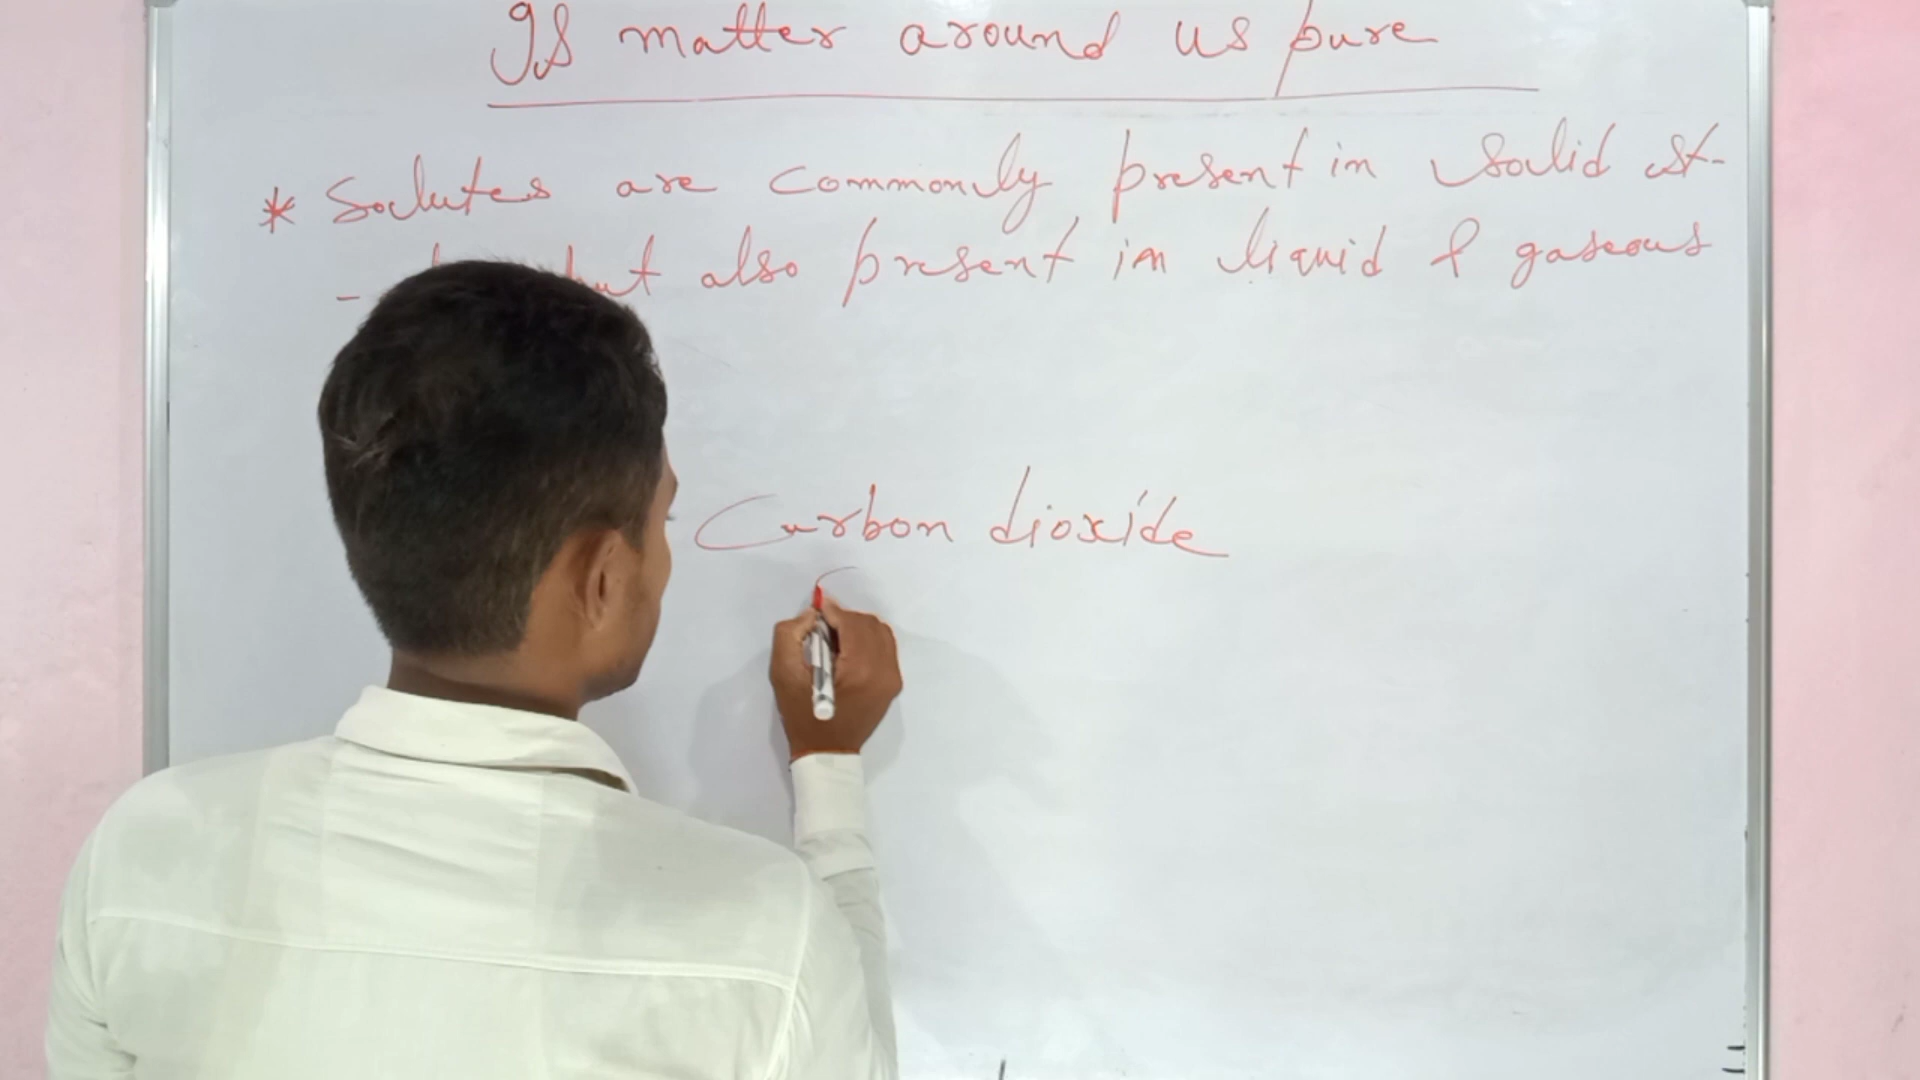 Is matter around us pure
* Solutes are commonly present in Solid st-
but also present in liquid & gaseous
Carbon dioxide